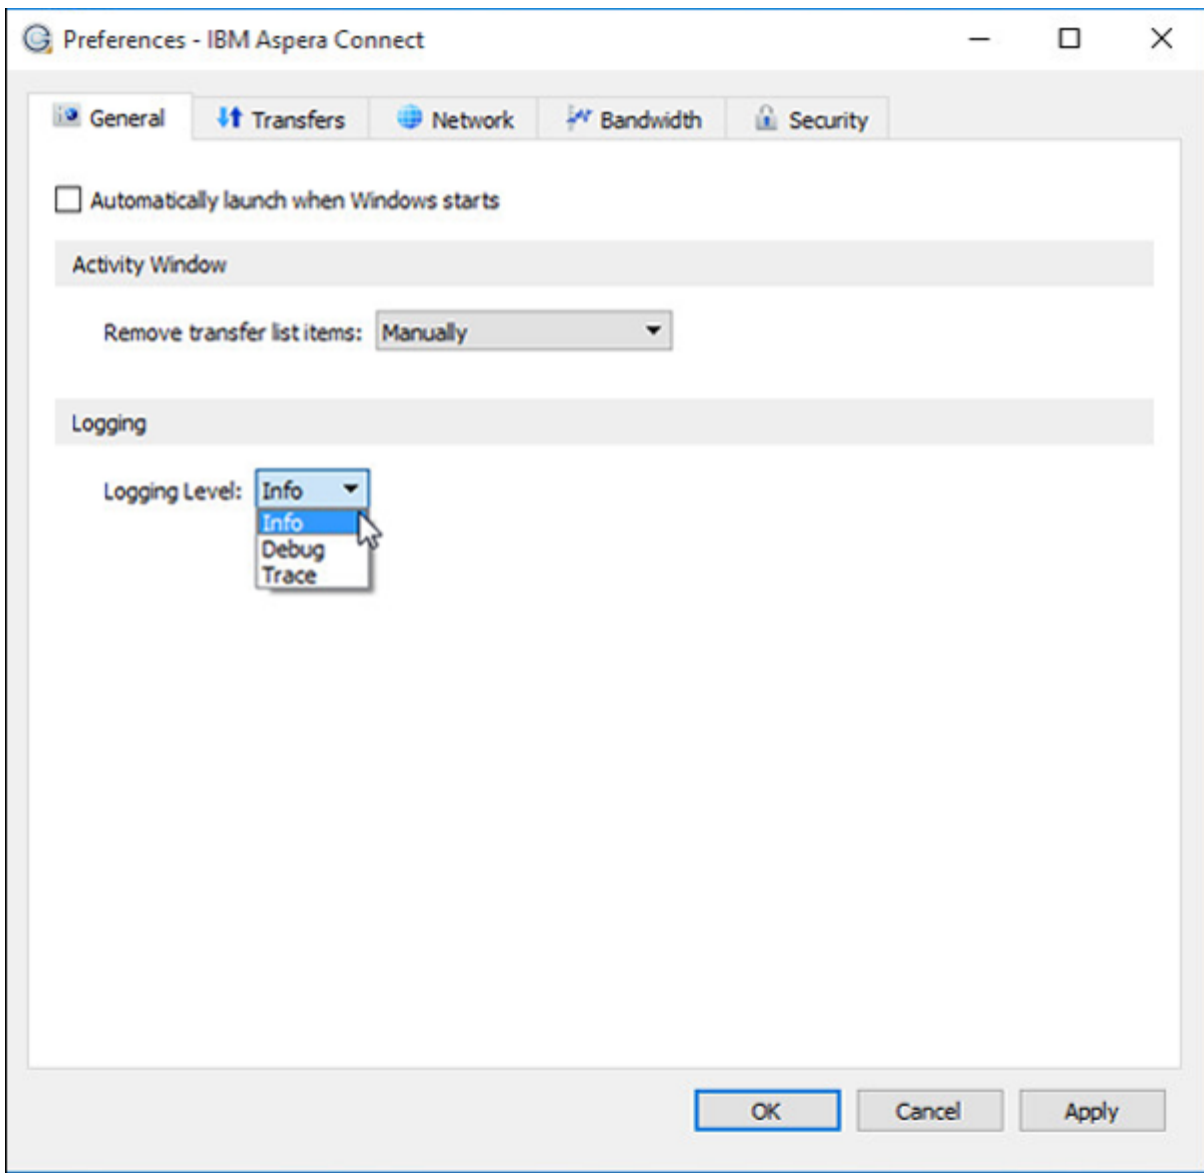 Preferences - IBM Aspera Connect
General Transfers Network Bandwidth Security
Automatically launch when Windows starts
Activity Window
Remove transfer list items: Manually
Logging
Logging Level: Info
Info
Debug
Trace
OK Cancel Apply